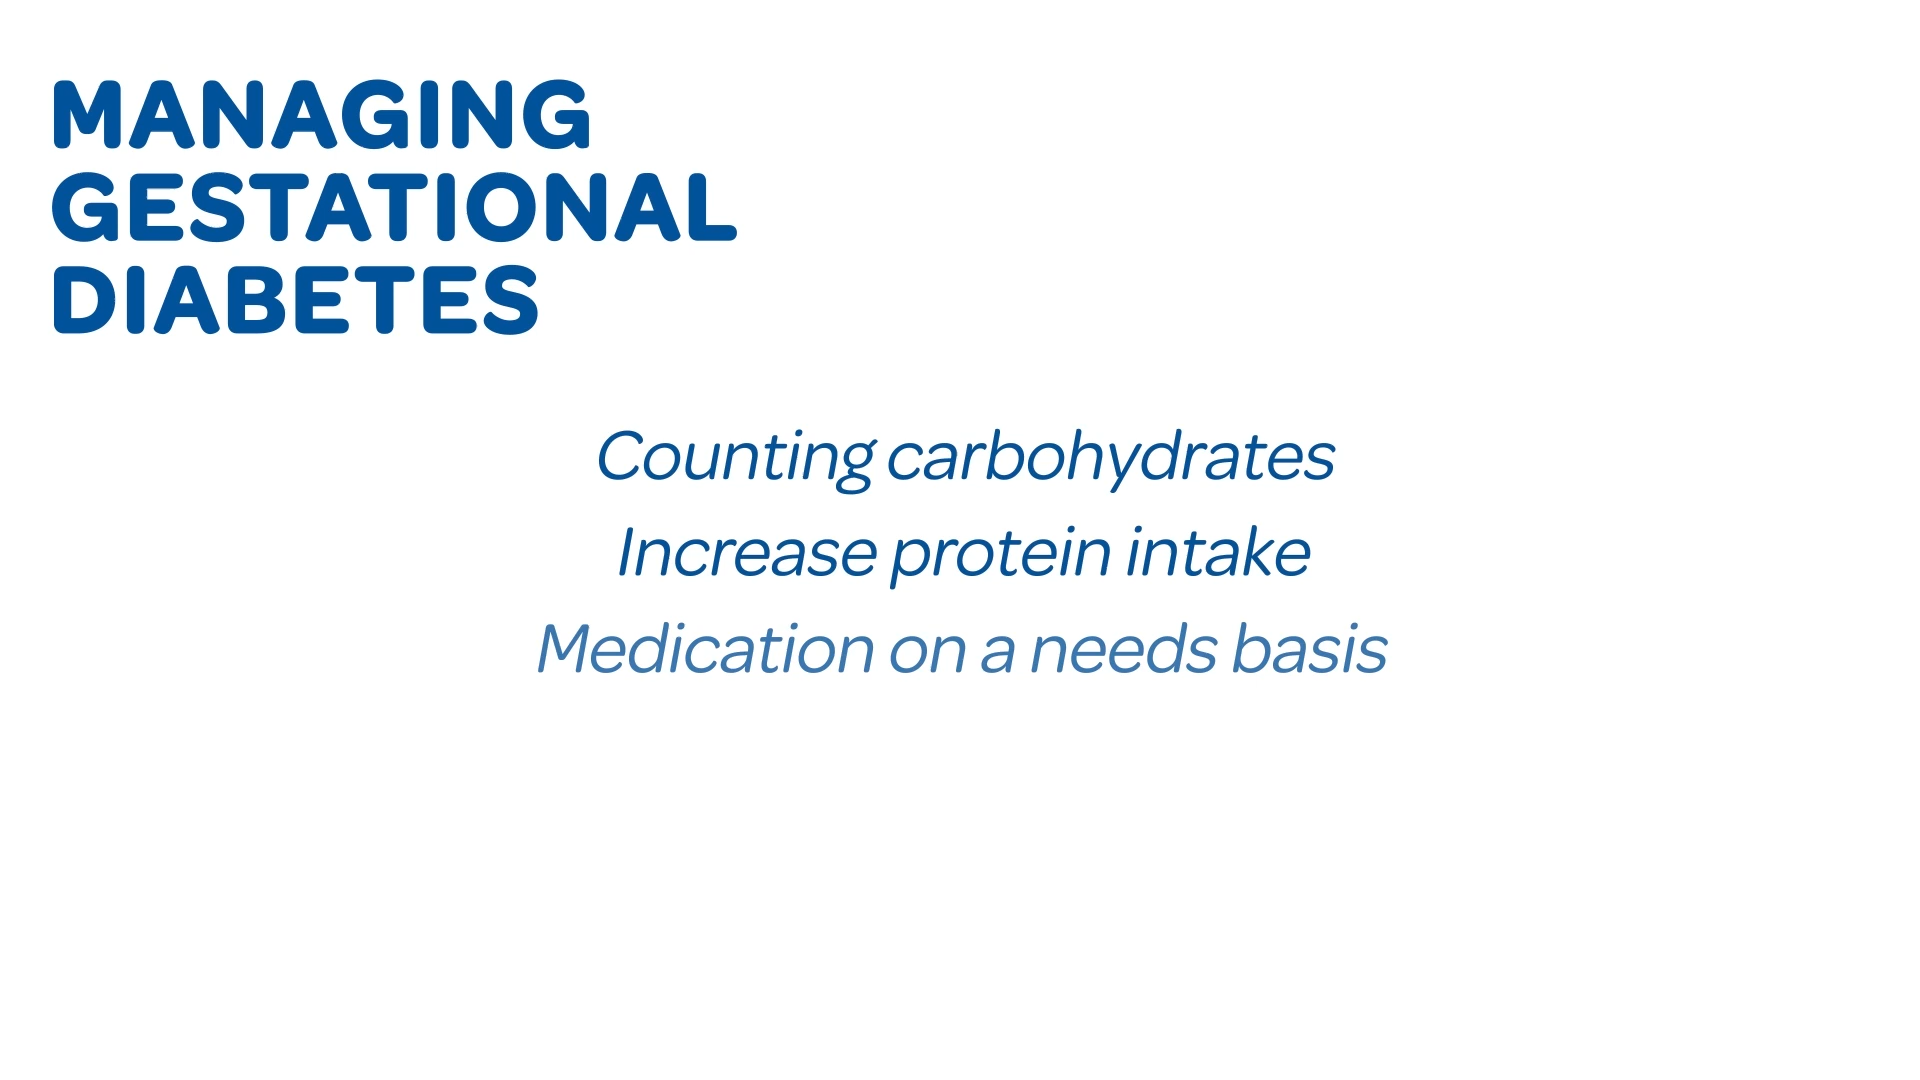 MANAGING
GESTATIONAL
DIABETES
Counting carbohydrates
Increase protein intake
Medication on a needs basis